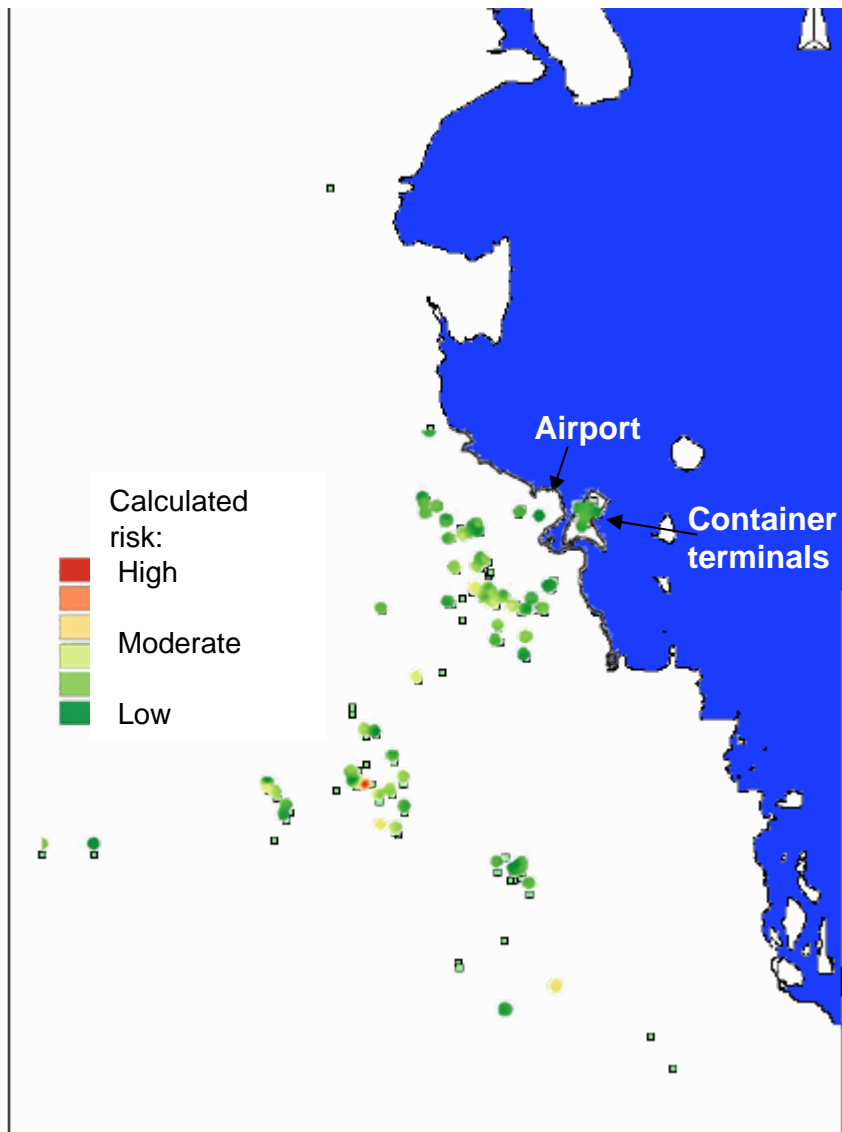 Airport
Container
terminals
Calculated
risk:
High
Moderate
Low